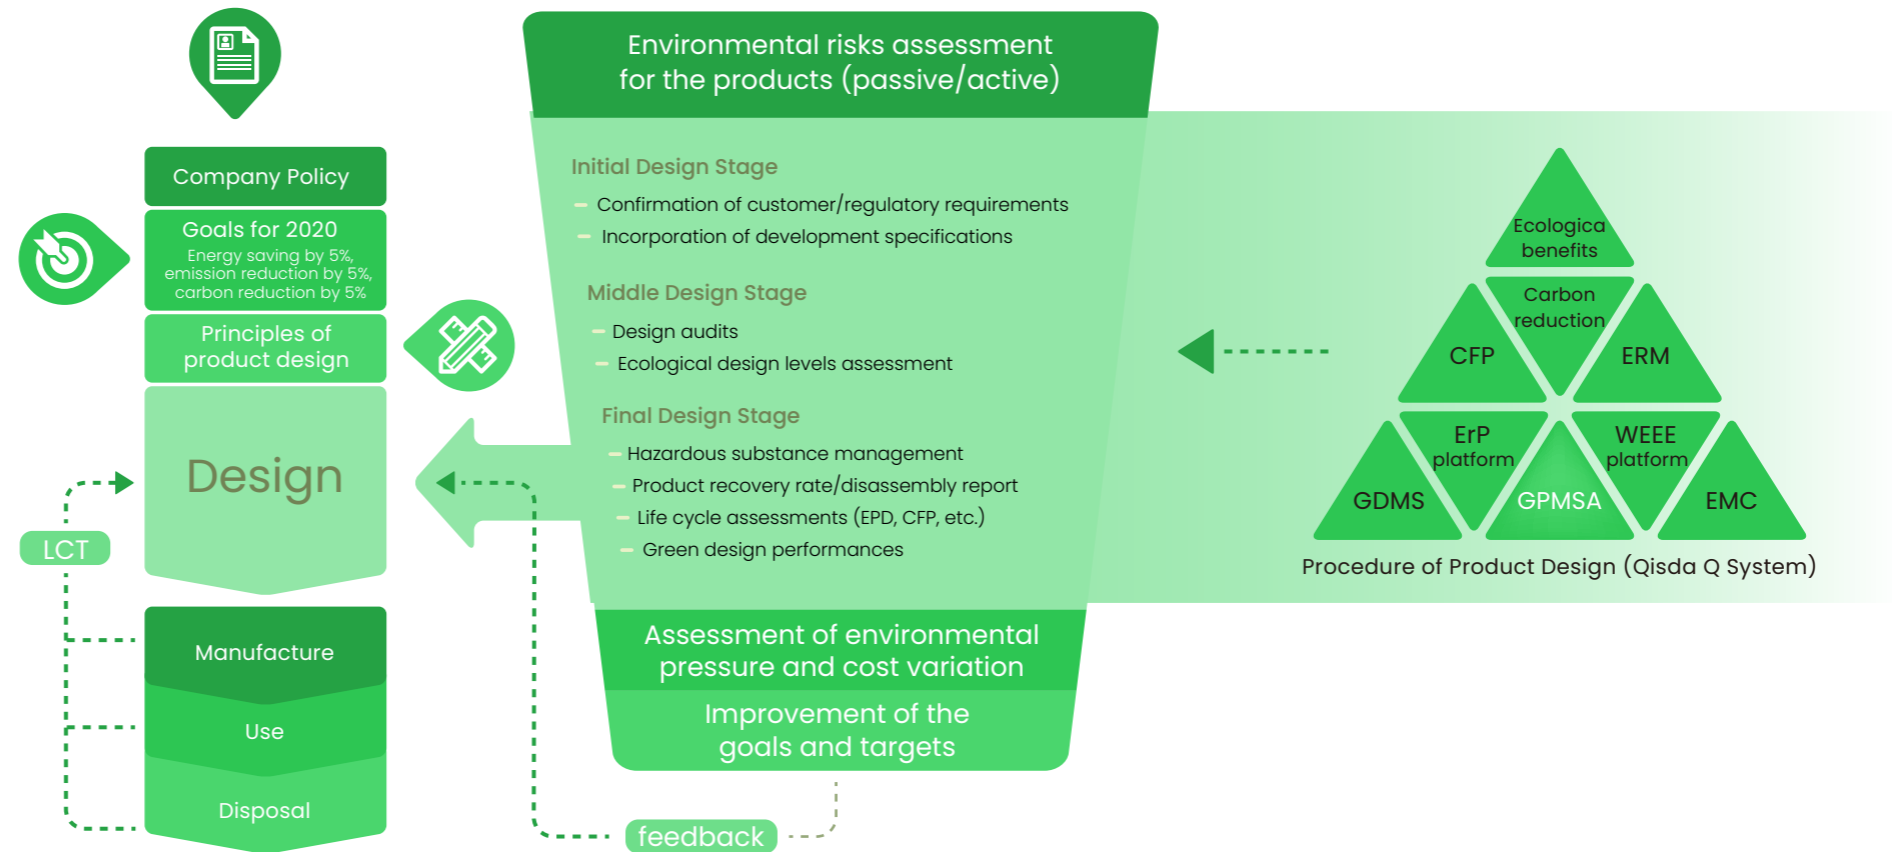 Company Policy
Goals for 2020
Energy saving by 5%,
emission reduction by 5%,
carbon reduction by 5%
Principles of
product design
Design
LCT
Manufacture
Use
Disposal
Environmental risks assessment
for the products (passive/active)
Initial Design Stage
– Confirmation of customer/regulatory requirements
– Incorporation of development specifications
Middle Design Stage
– Design audits
– Ecological design levels assessment
Final Design Stage
– Hazardous substance management
– Product recovery rate/disassembly report
– Life cycle assessments (EPD, CFP, etc.)
– Green design performances
Assessment of environmental
pressure and cost variation
Improvement of the
goals and targets
feedback
Ecologica
benefits
Carbon
reduction
CFP
ERM
ErP
platform
WEEE
platform
GDMS
GPMSA
EMC
Procedure of Product Design (Qisda Q System)